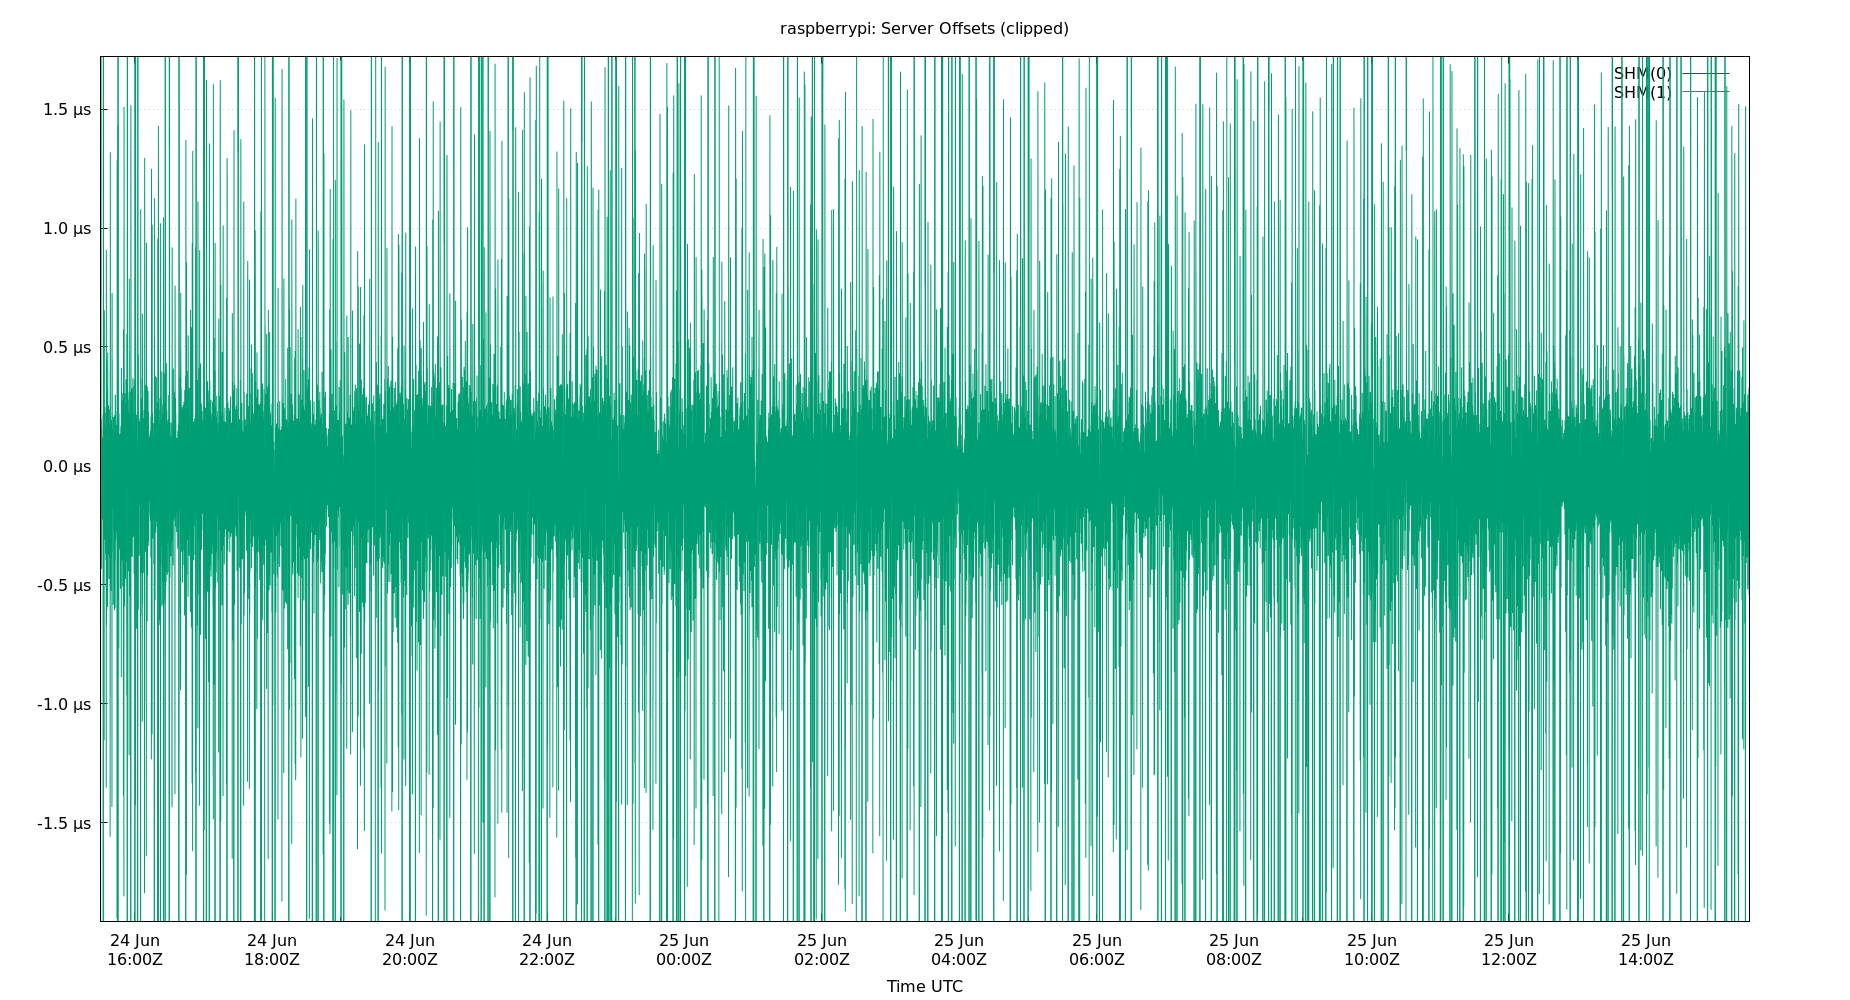 raspberrypi: Server Offsets (clipped)
SHM(0)
SHM(1)
1.5 µs
1.0 µs
0.5 µs
0.0 µs
-0.5 µs
-1.0 µs
-1.5 µs
24 Jun 24 Jun 24 Jun 24 Jun 25 Jun 25 Jun 25 Jun 25 Jun 25 Jun 25 Jun 25 Jun 25 Jun
16:00Z 18:00Z 20:00Z 22:00Z 00:00Z 02:00Z 04:00Z 06:00Z 08:00Z 10:00Z 12:00Z 14:00Z
Time UTC